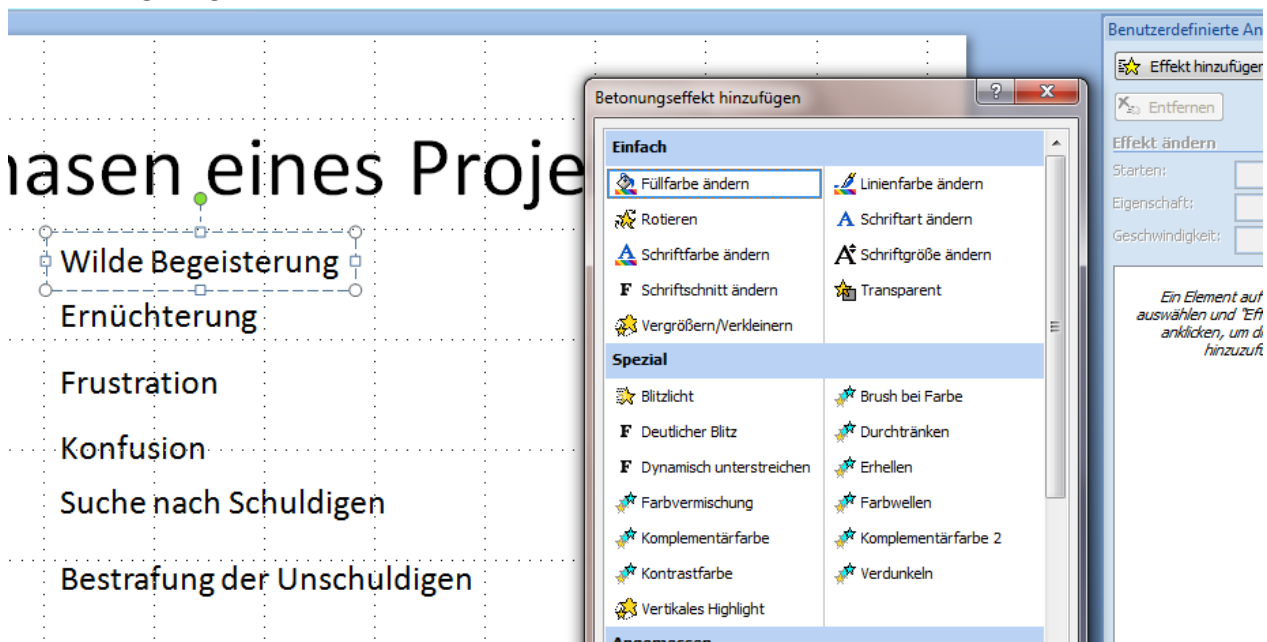 hasen eines Proje
Wilde Begeisterung
Ernüchterung
Frustration
Konfusion
Suche nach Schuldigen
Bestrafung der Unschuldigen
Betonungseffekt hinzufügen
?
X
Einfach
Füllfarbe ändern
Linienfarbe ändern
Rotieren
A Schriftart ändern
A Schriftfarbe ändern
A Schriftgröße ändern
F Schriftschnitt ändern
Transparent
Vergrößern/Verkleinern
Spezial
Blitzlicht
Brush bei Farbe
F Deutlicher Blitz
Durchtränken
F Dynamisch unterstreichen
Erhellen
Farbvermischung
Farbwellen
Komplementärfarbe
Komplementärfarbe 2
Kontrastfarbe
Verdunkeln
Vertikales Highlight
Angemessen
Benutzerdefinierte An
Effekt hinzufügen
Entfernen
Effekt ändern
Starten:
Eigenschaft:
Geschwindigkeit:
Ein Element auf
auswählen und "Eff
anklicken, um d
hinzuzufü